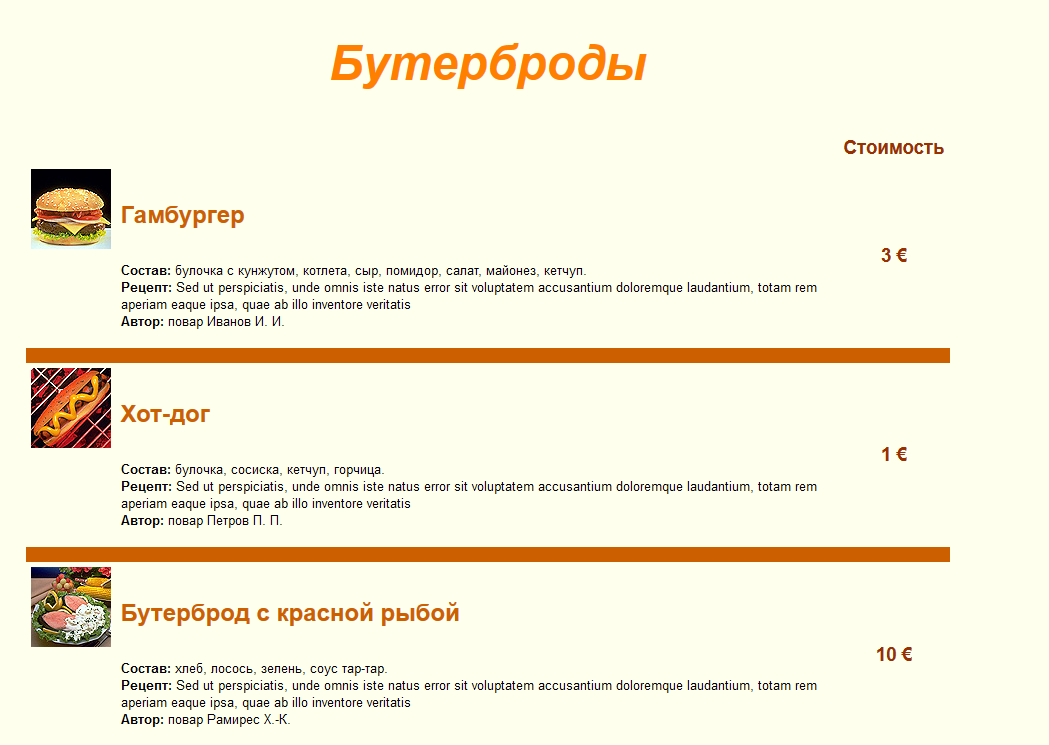 Бутерброды
Стоимость
Гамбургер
3 €
Состав: булочка с кунжутом, котлета, сыр, помидор, салат, майонез, кетчуп.
Рецепт: Sed ut perspiciatis, unde omnis iste natus error sit voluptatem accusantium doloremque laudantium, totam rem
aperiam eaque ipsa, quae ab illo inventore veritatis
Автор: повар Иванов И. И.
Хот-дог
1 €
Состав: булочка, сосиска, кетчуп, горчица.
Рецепт: Sed ut perspiciatis, unde omnis iste natus error sit voluptatem accusantium doloremque laudantium, totam rem
aperiam eaque ipsa, quae ab illo inventore veritatis
Автор: повар Петров П. П.
Бутерброд с красной рыбой
10 €
Состав: хлеб, лосось, зелень, соус тар-тар.
Рецепт: Sed ut perspiciatis, unde omnis iste natus error sit voluptatem accusantium doloremque laudantium, totam rem
aperiam eaque ipsa, quae ab illo inventore veritatis
Автор: повар Рамирес Х.-К.